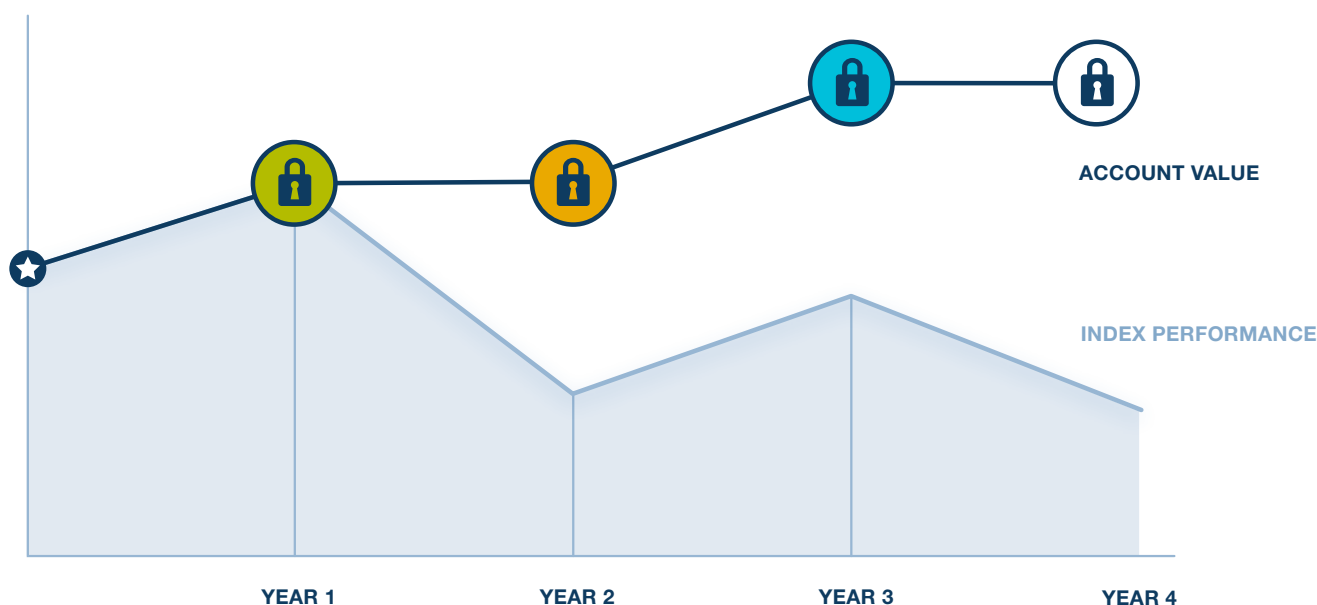 ACCOUNT VALUE
INDEX PERFORMANCE
YEAR 1
YEAR 2
YEAR 3
YEAR 4